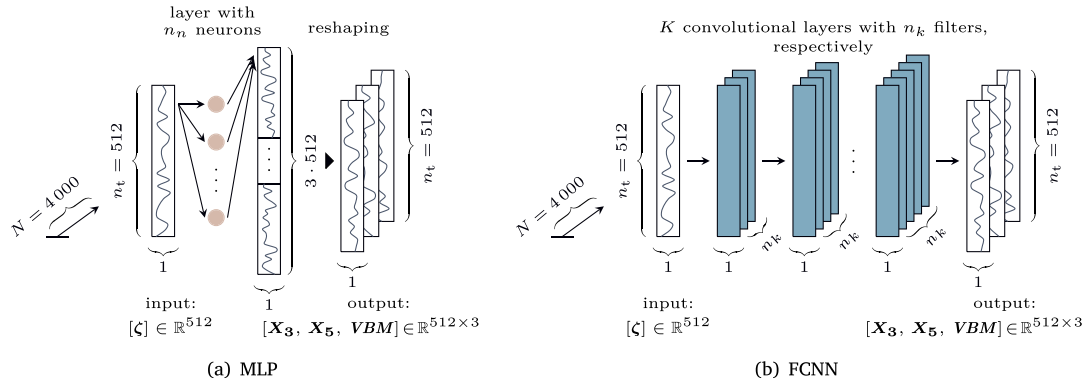 layer with
n_n neurons
reshaping
n_t = 512
N = 4 000
1
⋮
1
⋮
3 · 512
n_t = 512
1
input:
[ζ] ∈ ℝ^512
output:
[X_3, X_5, VBM] ∈ ℝ^{512×3}
(a) MLP
K convolutional layers with n_k filters,
respectively
n_t = 512
N = 4 000
1
n_k
1
n_k
1
⋮
n_k
1
n_t = 512
1
input:
[ζ] ∈ ℝ^512
output:
[X_3, X_5, VBM] ∈ ℝ^{512×3}
(b) FCNN